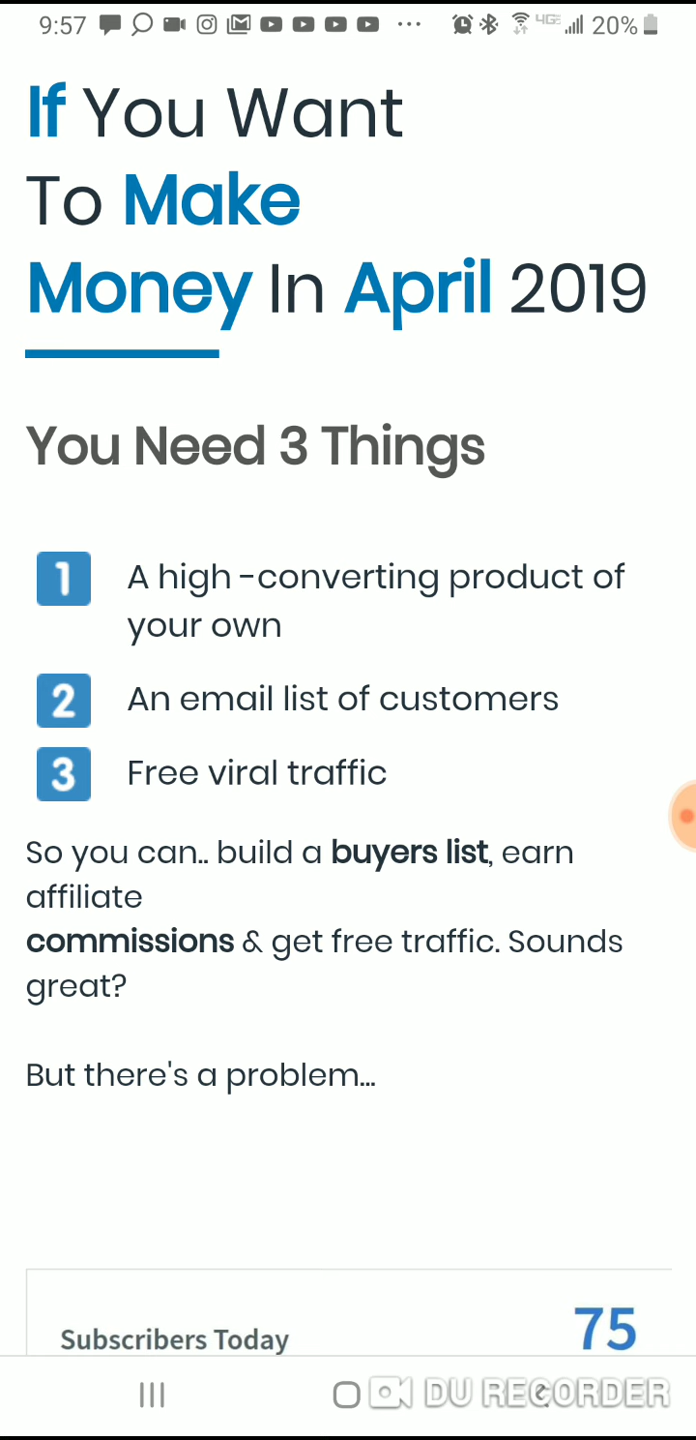 9:57 4GE 20%
If You Want
To Make
Money In April 2019
You Need 3 Things
1 A high -converting product of
your own
2 An email list of customers
3 Free viral traffic
So you can.. build a buyers list, earn
affiliate
commissions & get free traffic. Sounds
great?
But there's a problem...
Subscribers Today 75
DU RECORDER